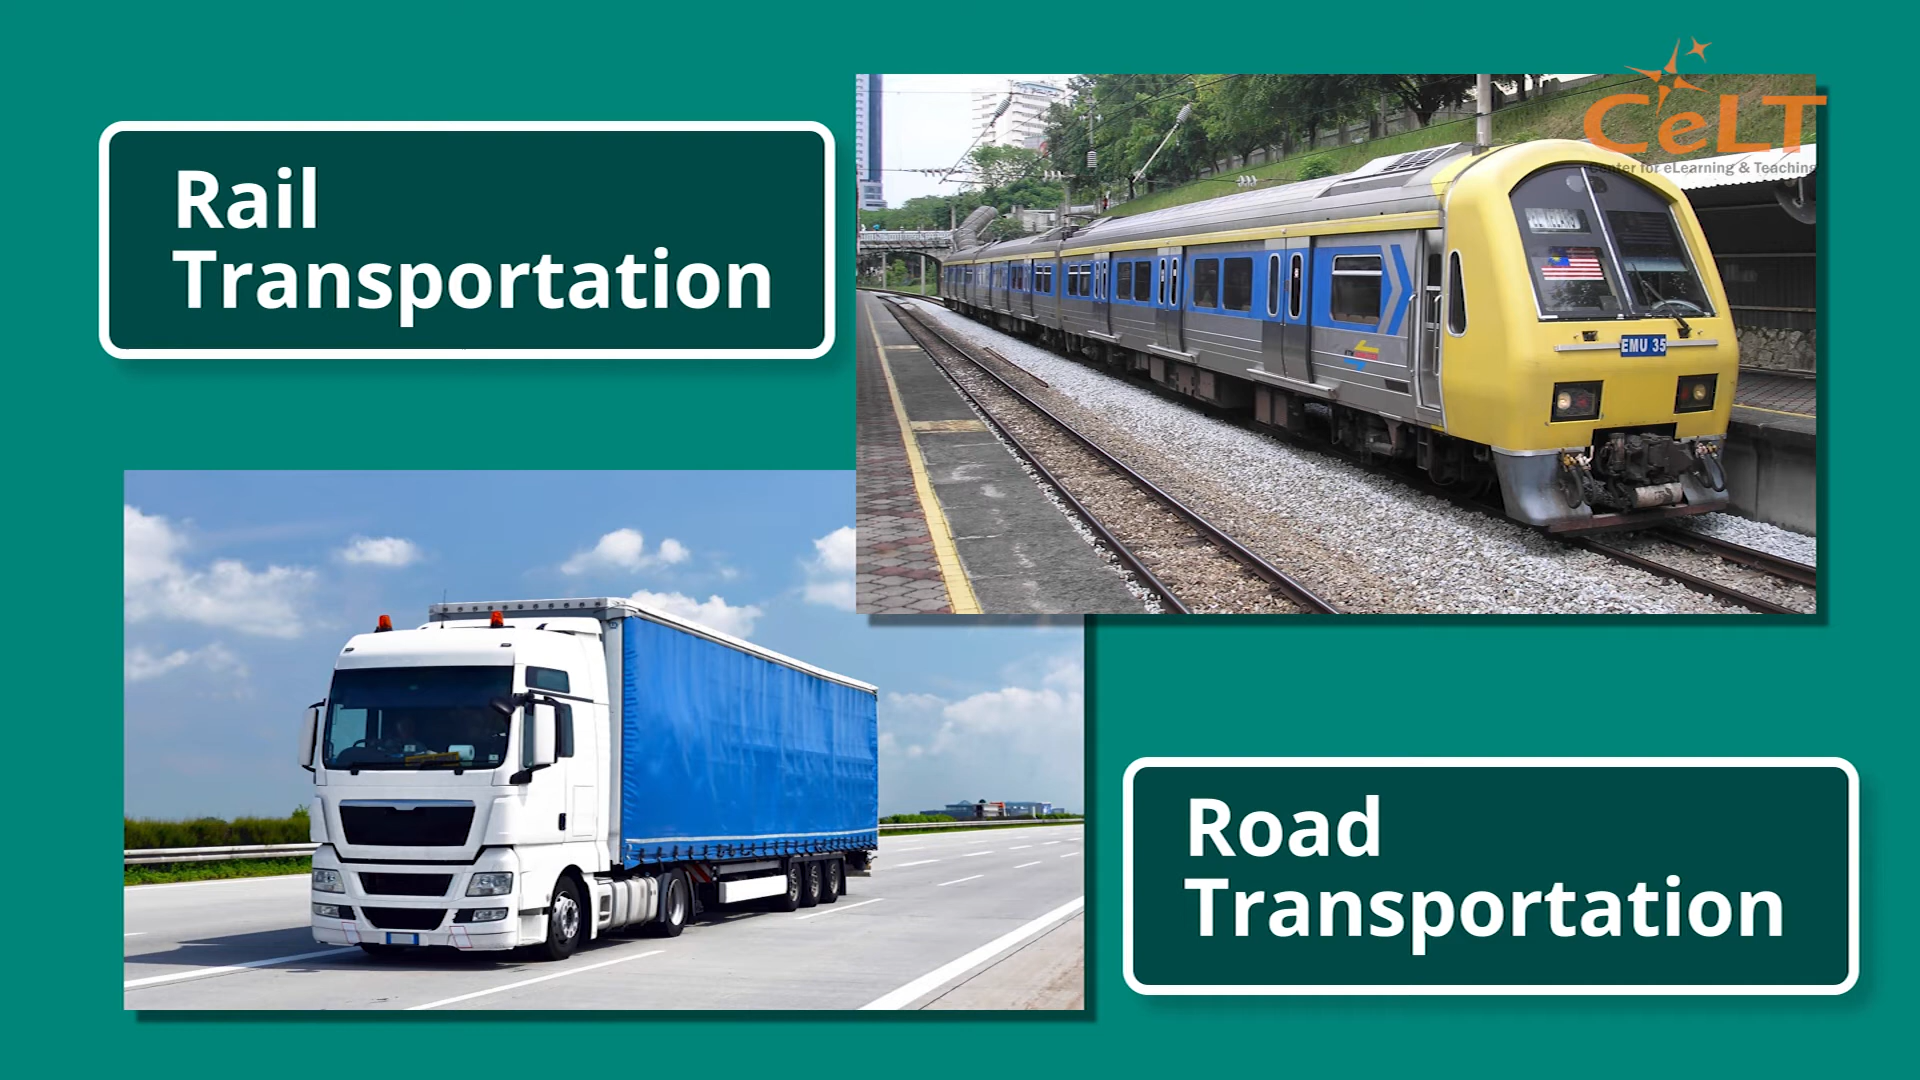 Rail
Transportation
CeLT
Center for eLearning & Teaching
EMU 35
Road
Transportation